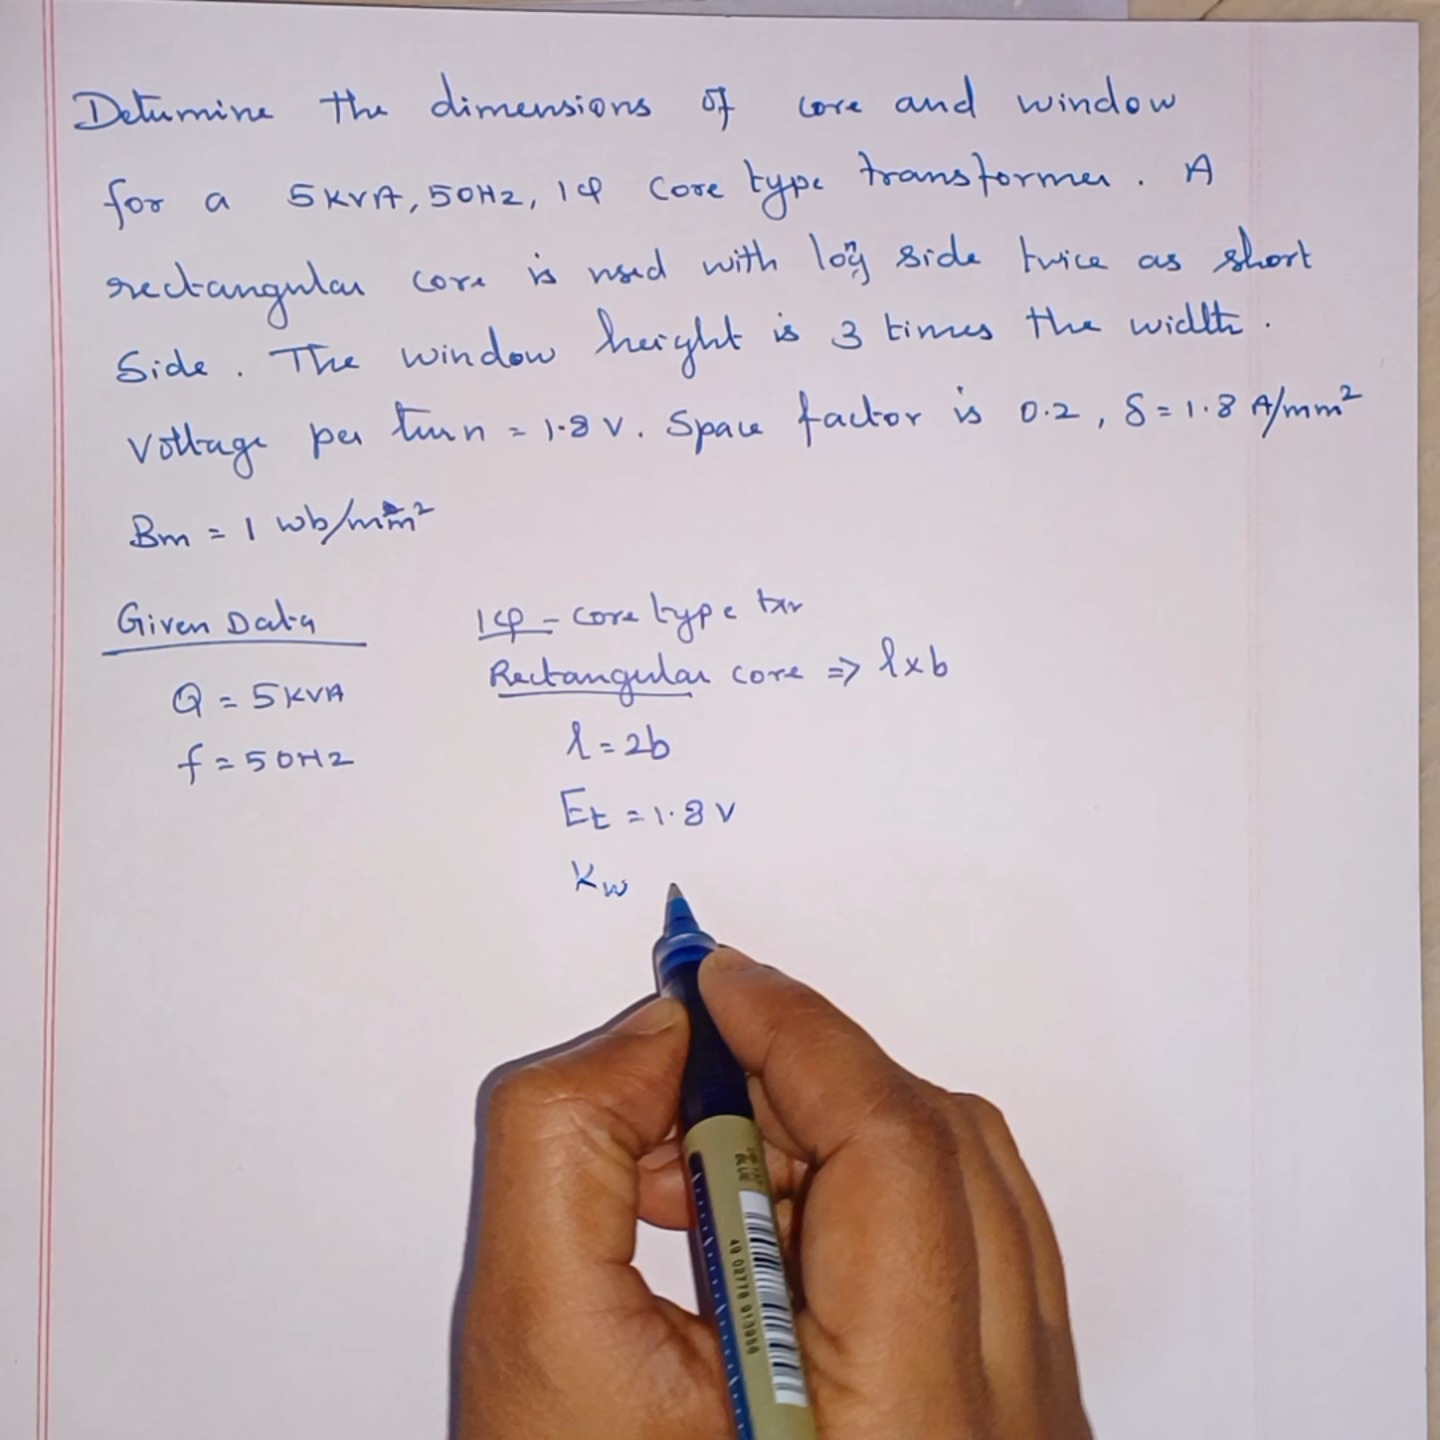 Determine the dimensions of core and window
for a 5KVA, 50Hz, 1φ core type transformer. A
rectangular core is used with long side twice as short
Side. The window height is 3 times the width.
Voltage per turn = 1.8 V. Space factor is 0.2, δ = 1.8 A/mm²
Bm = 1 wb/m²
Given Data
Q = 5KVA
f = 50Hz
1φ - core type txr
Rectangular core => l x b
l = 2b
Et = 1.8 V
Kw